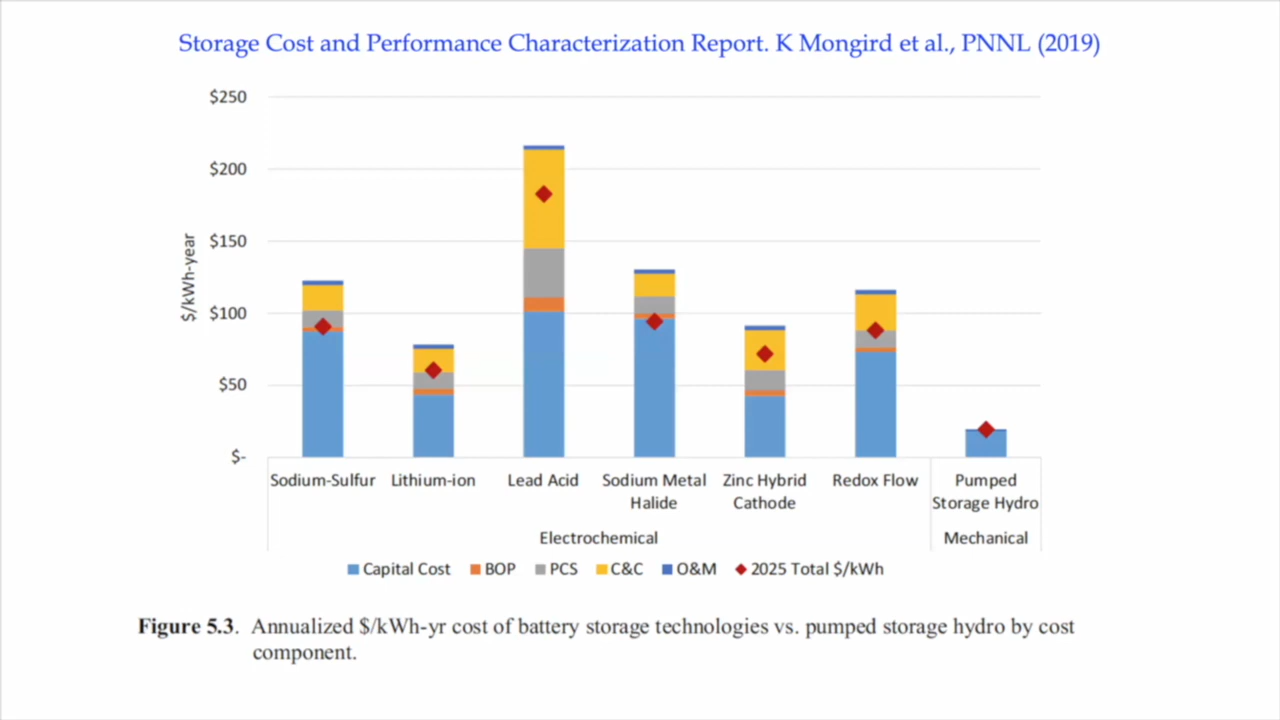 Storage Cost and Performance Characterization Report. K Mongird et al., PNNL (2019)
$250
$200
$150
$100
$50
$-
$/kWh-year
Sodium-Sulfur
Lithium-ion
Lead Acid
Sodium Metal
Halide
Zinc Hybrid
Cathode
Redox Flow
Pumped
Storage Hydro
Electrochemical
Mechanical
Capital Cost BOP PCS C&C O&M 2025 Total $/kWh
Figure 5.3. Annualized $/kWh-yr cost of battery storage technologies vs. pumped storage hydro by cost
component.